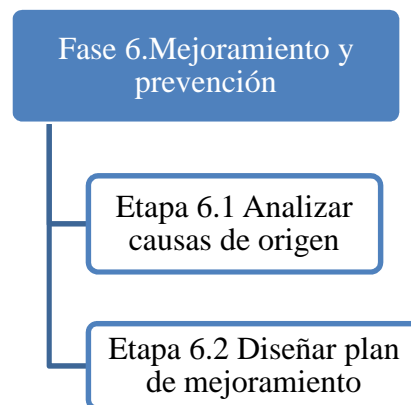 Fase 6.Mejoramiento y
prevención
Etapa 6.1 Analizar
causas de origen
Etapa 6.2 Diseñar plan
de mejoramiento